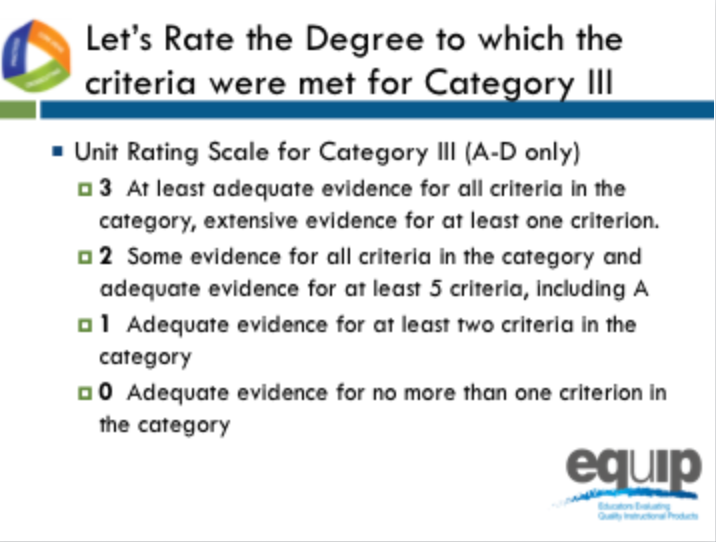 Let's Rate the Degree to which the
criteria were met for Category III
Unit Rating Scale for Category III (A-D only)
3 At least adequate evidence for all criteria in the
category, extensive evidence for at least one criterion.
2 Some evidence for all criteria in the category and
adequate evidence for at least 5 criteria, including A
1 Adequate evidence for at least two criteria in the
category
0 Adequate evidence for no more than one criterion in
the category
equip
Educators Evaluating
Quality Instructional Products